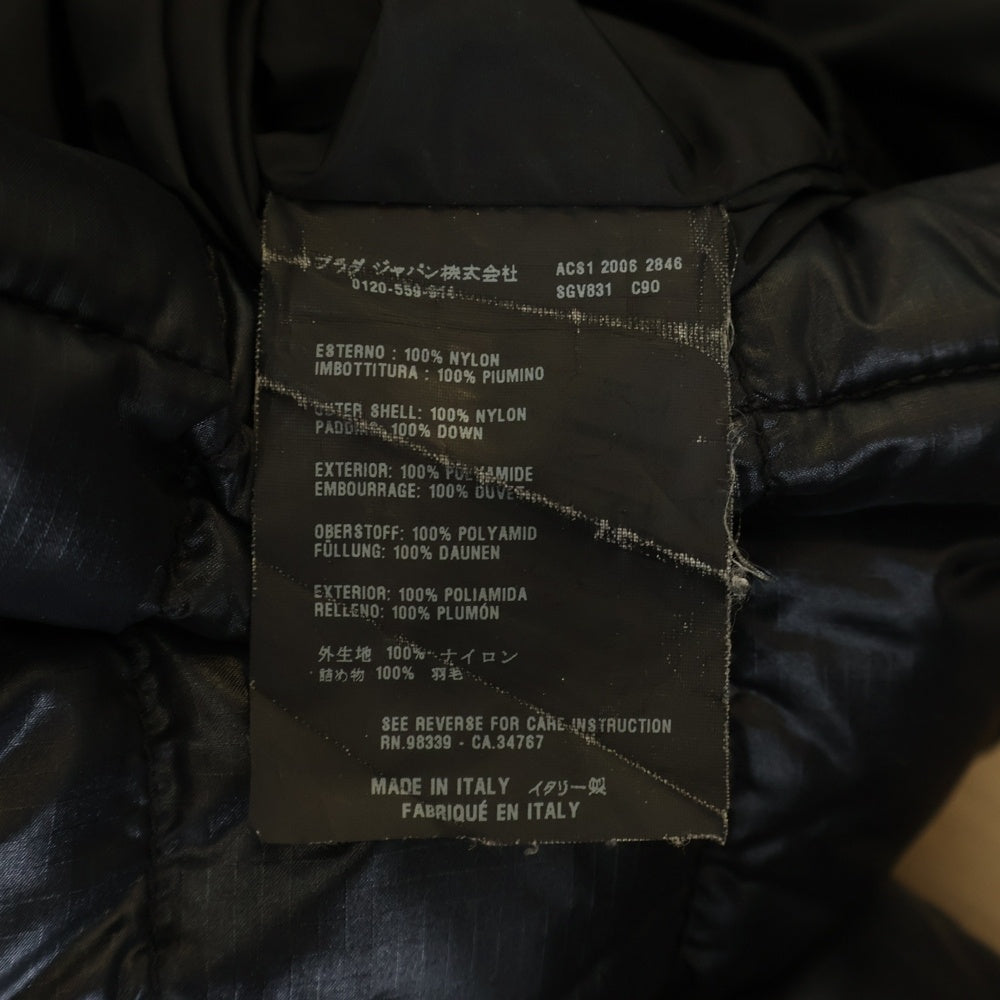 プラダ ジャパン株式会社
0120-559-914
ACS1 2006 2846
SGV831 C90
ESTERNO : 100% NYLON
IMBOTTITURA : 100% PIUMINO
OUTER SHELL: 100% NYLON
PADDING: 100% DOWN
EXTERIOR: 100% POLYAMIDE
EMBOURRAGE: 100% DUVET
OBERSTOFF: 100% POLYAMID
FÜLLUNG: 100% DAUNEN
EXTERIOR: 100% POLIAMIDA
RELLENO: 100% PLUMÓN
外生地 100% ナイロン
詰め物 100% 羽毛
SEE REVERSE FOR CARE INSTRUCTION
RN.98339 - CA.34767
MADE IN ITALY イタリー製
FABRIQUÉ EN ITALY